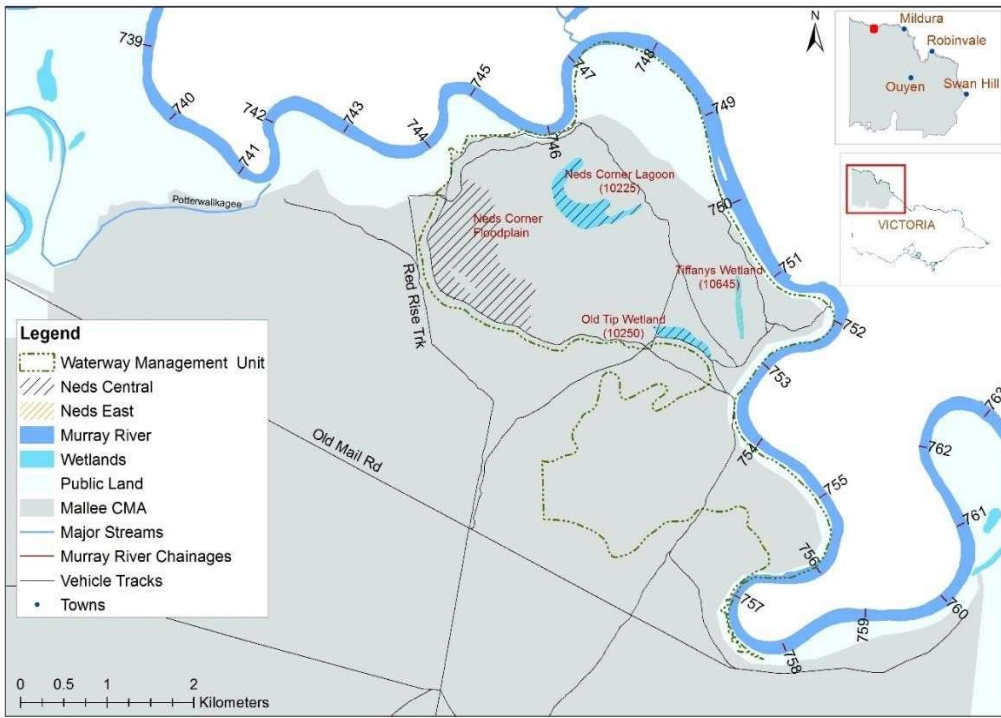 739
740
741
742
743
744
745
746
747
748
749
750
751
752
753
754
755
756
757
758
759
760
761
762
763
N
Mildura
Robinvale
Ouyen
Swan Hill
VICTORIA
Potterwalkagee
Neds Corner Lagoon
(10225)
Neds Corner
Floodplain
Tiffanys Wetland
(10645)
Old Tip Wetland
(10250)
Red Rise Trk
Old Mail Rd
Legend
Waterway Management Unit
Neds Central
Neds East
Murray River
Wetlands
Public Land
Mallee CMA
Major Streams
Murray River Chainages
Vehicle Tracks
Towns
0 0.5 1 2
Kilometers